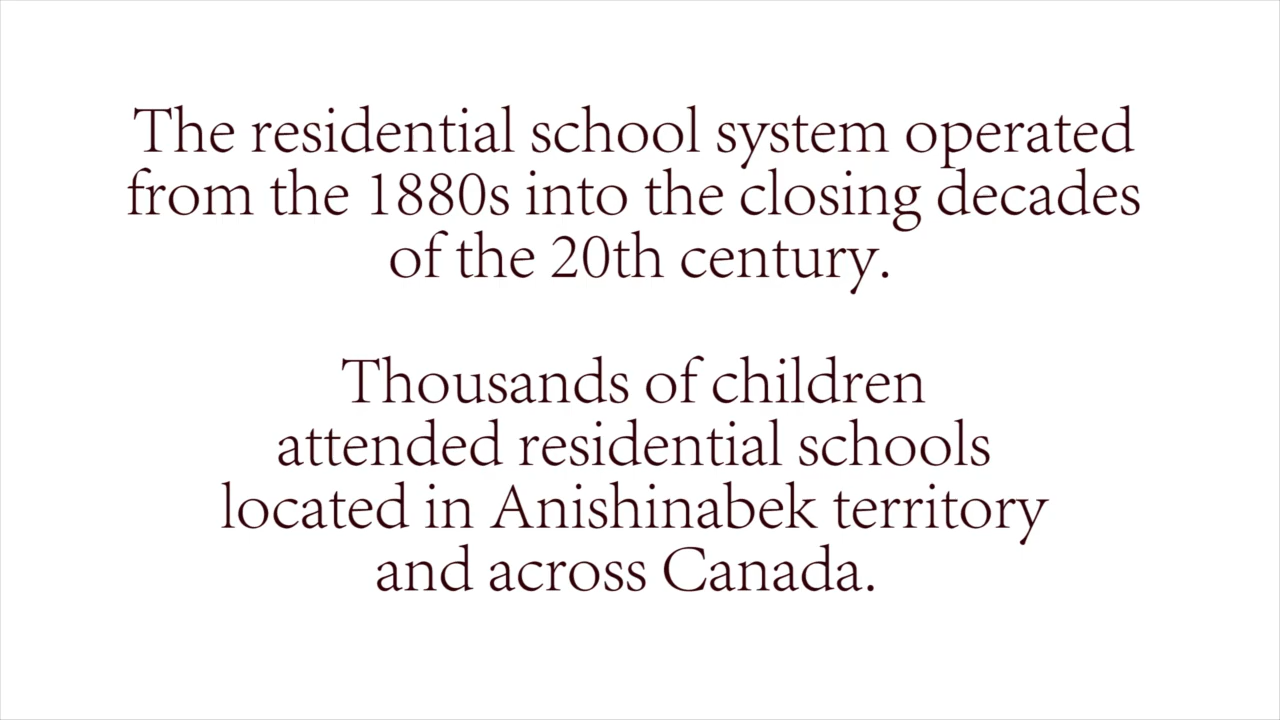 The residential school system operated
from the 1880s into the closing decades
of the 20th century.
Thousands of children
attended residential schools
located in Anishinabek territory
and across Canada.